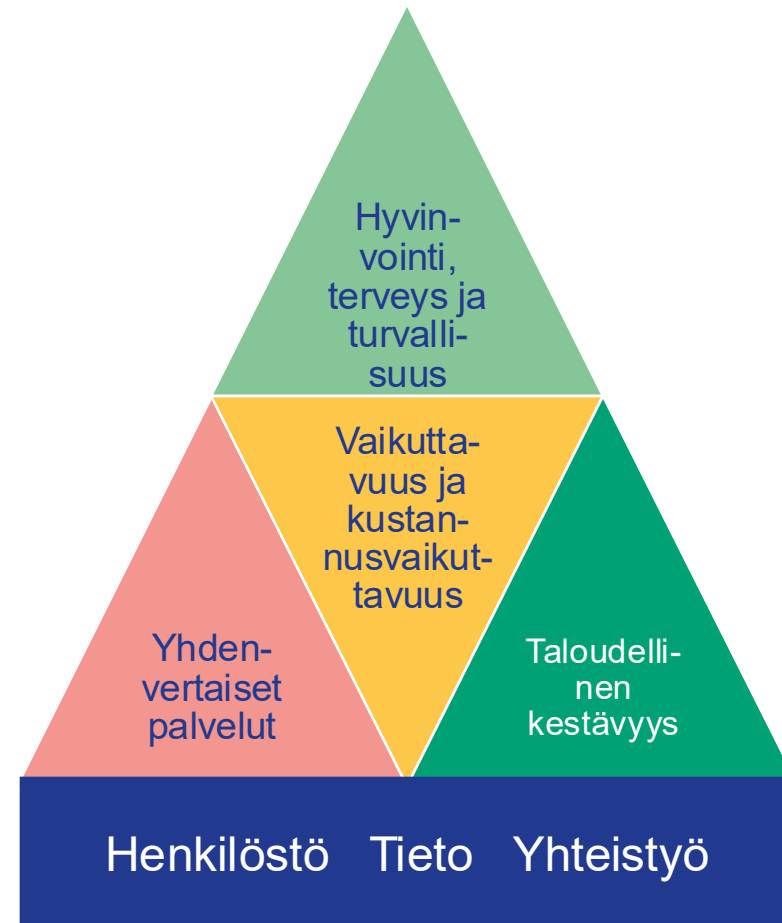 Hyvin-
vointi,
terveys ja
turvalli-
suus
Vaikutta-
vuus ja
kustan-
nusvaikut-
tavuus
Yhden-
vertaiset
palvelut
Taloudelli-
nen
kestävyys
Henkilöstö Tieto Yhteistyö